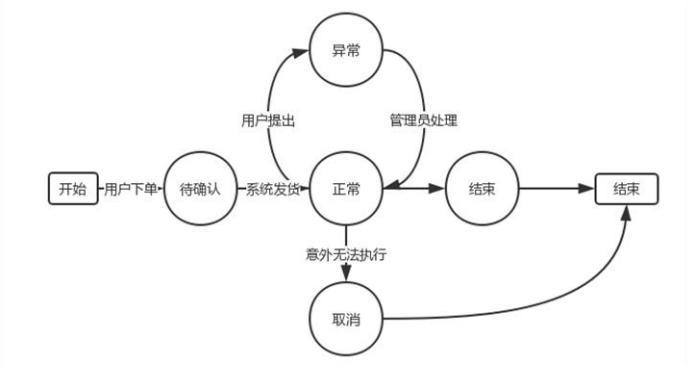 异常
用户提出
管理员处理
开始
用户下单
待确认
系统发货
正常
结束
结束
意外无法执行
取消